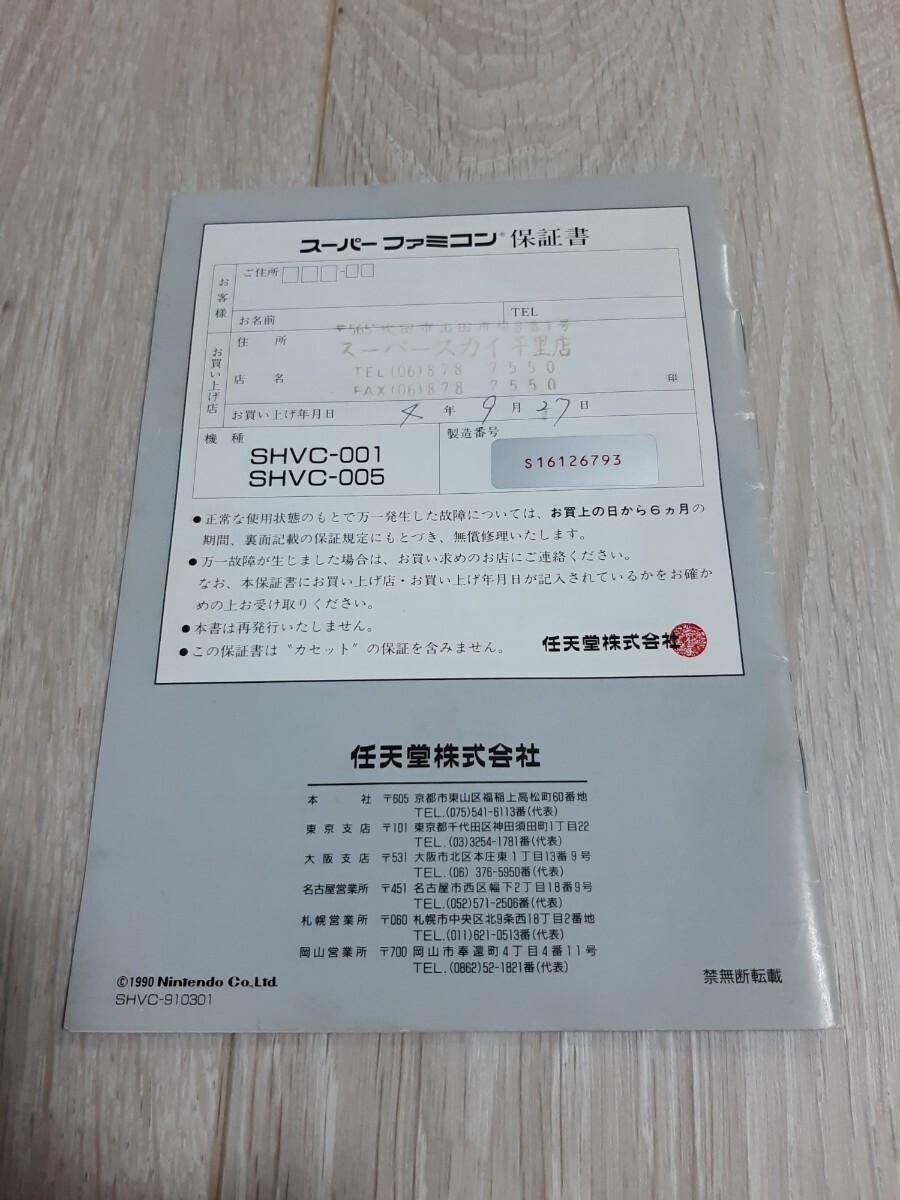 スーパーファミコン® 保証書
お客様
ご住所
お名前
TEL
お買い上げ店
住 所
〒565 吹田市山田市場8番1号
スーパースカイ千里店
店 名
TEL(06)878 7550
FAX(06)878 7550
印
お買い上げ年月日 4 年 9 月 27 日
機 種
SHVC-001
SHVC-005
製造番号
S16126793
●正常な使用状態のもとで万一発生した故障については、お買上の日から6ヵ月の
期間、裏面記載の保証規定にもとづき、無償修理いたします。
●万一故障が生じました場合は、お買い求めのお店にご連絡ください。
なお、本保証書にお買い上げ店・お買い上げ年月日が記入されているかをお確か
めの上お受け取りください。
●本書は再発行いたしません。
●この保証書は〝カセット〟の保証を含みません。
任天堂株式会社
任天堂株式会社
本 社 〒605 京都市東山区福稲上高松町60番地
TEL.(075)541-6113番(代表)
東京支店 〒101 東京都千代田区神田須田町1丁目22
TEL.(03)3254-1781番(代表)
大阪支店 〒531 大阪市北区本庄東1丁目13番9号
TEL.(06) 376-5950番(代表)
名古屋営業所 〒451 名古屋市西区幅下2丁目18番9号
TEL.(052)571-2506番(代表)
札幌営業所 〒060 札幌市中央区北9条西18丁目2番地
TEL.(011)621-0513番(代表)
岡山営業所 〒700 岡山市奉還町4丁目4番11号
TEL.(0862)52-1821番(代表)
©1990 Nintendo Co.,Ltd.
SHVC-910301
禁無断転載